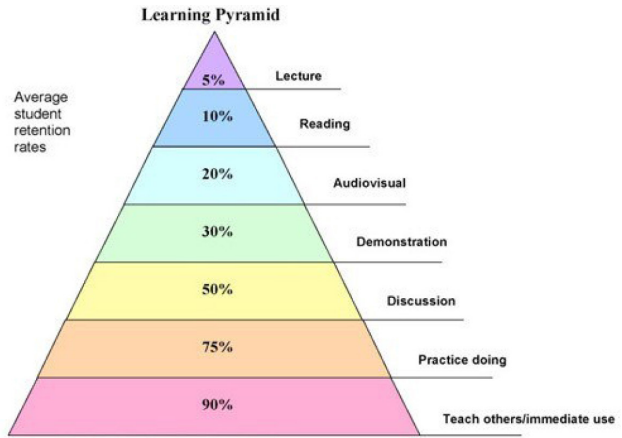 Learning Pyramid
Average
student
retention
rates
5%
Lecture
10%
Reading
20%
Audiovisual
30%
Demonstration
50%
Discussion
75%
Practice doing
90%
Teach others/immediate use